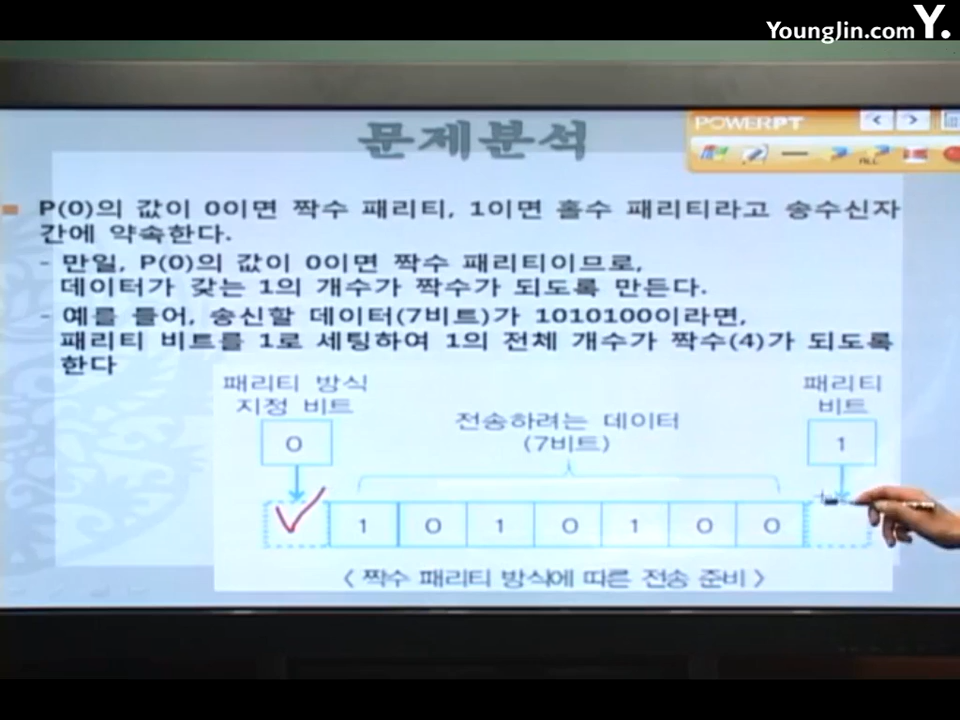 YoungJin.com Y.
문제분석
POWERPT
P(0)의 값이 0이면 짝수 패리티, 1이면 홀수 패리티라고 송수신자
간에 약속한다.
- 만일, P(0)의 값이 0이면 짝수 패리티이므로,
데이터가 갖는 1의 개수가 짝수가 되도록 만든다.
- 예를 들어, 송신할 데이터(7비트)가 1010100이라면,
패리티 비트를 1로 세팅하여 1의 전체 개수가 짝수(4)가 되도록
한다
패리티 방식
지정 비트
패리티
비트
전송하려는 데이터
(7비트)
0
1
1 0 1 0 1 0 0
< 짝수 패리티 방식에 따른 전송 준비 >